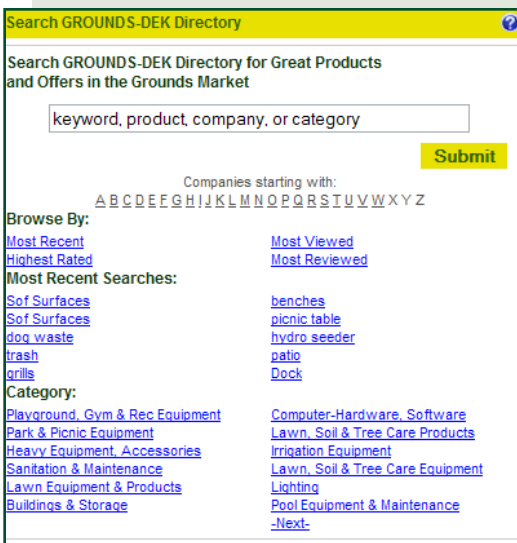 Search GROUNDS-DEK Directory ?
Search GROUNDS-DEK Directory for Great Products
and Offers in the Grounds Market
keyword, product, company, or category
Submit
Companies starting with:
A B C D E F G H I J K L M N O P Q R S T U V W X Y Z
Browse By:
Most Recent Most Viewed
Highest Rated Most Reviewed
Most Recent Searches:
Sof Surfaces benches
Sof Surfaces picnic table
dog waste hydro seeder
trash patio
grills Dock
Category:
Playground, Gym & Rec Equipment Computer-Hardware, Software
Park & Picnic Equipment Lawn, Soil & Tree Care Products
Heavy Equipment, Accessories Irrigation Equipment
Sanitation & Maintenance Lawn, Soil & Tree Care Equipment
Lawn Equipment & Products Lighting
Buildings & Storage Pool Equipment & Maintenance
-Next-